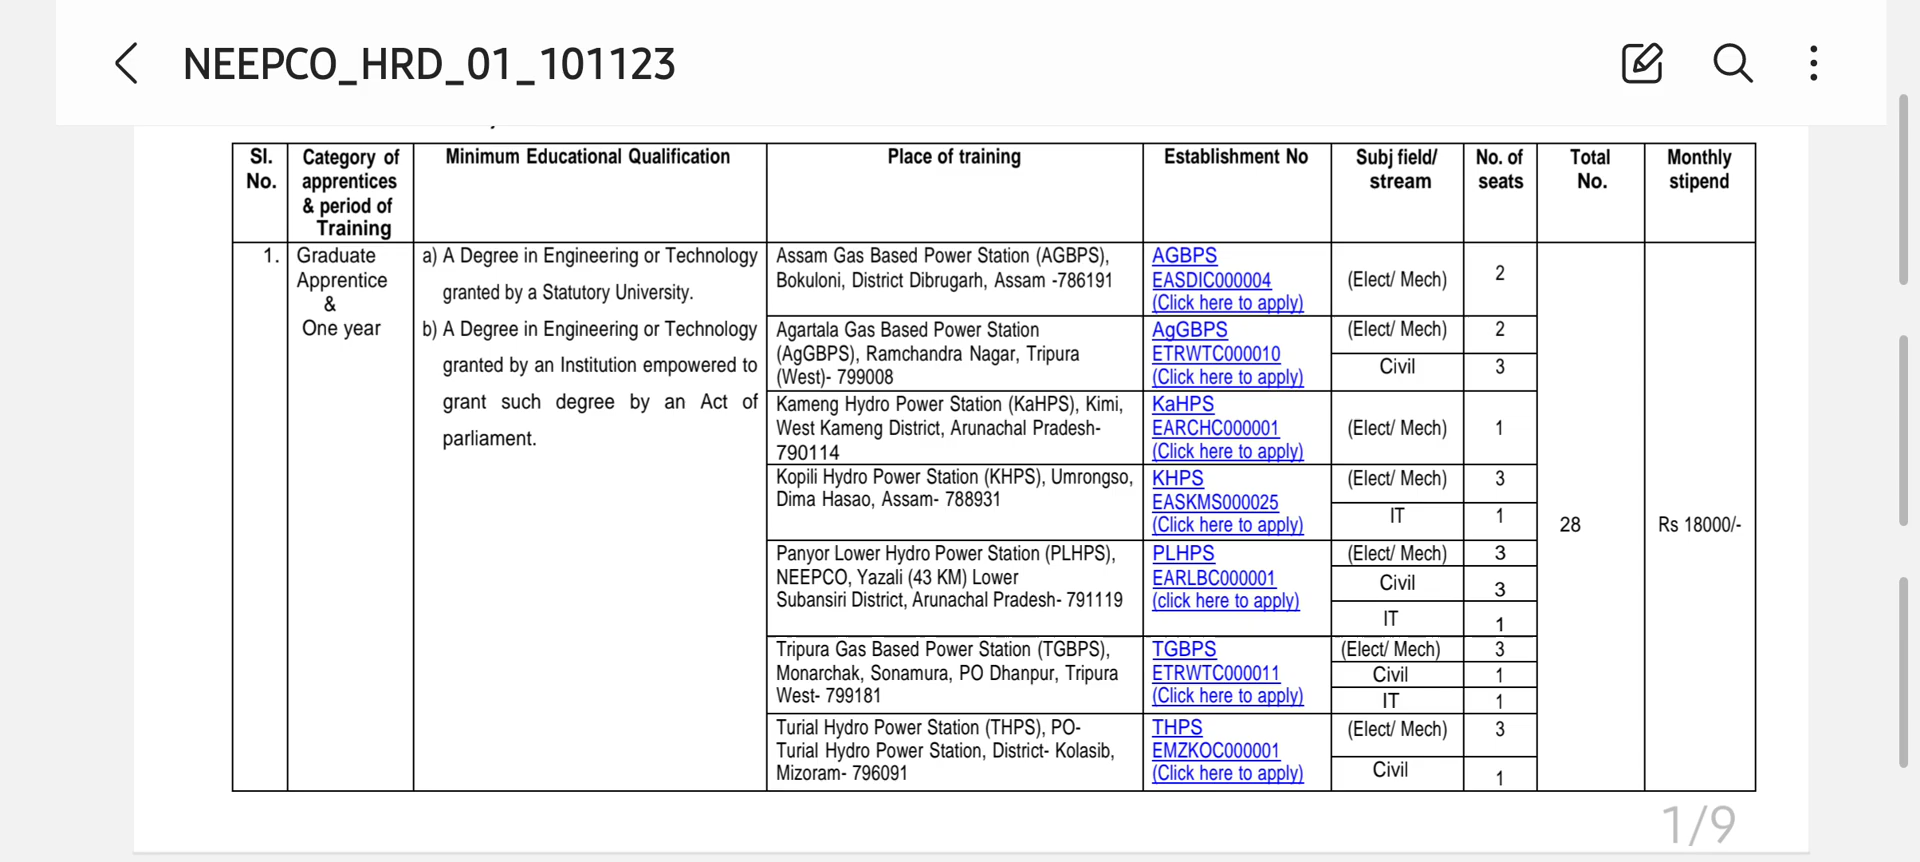 NEEPCO_HRD_01_101123
Sl. No.
Category of apprentices & period of Training
Minimum Educational Qualification
Place of training
Establishment No
Subj field/ stream
No. of seats
Total No.
Monthly stipend
1.
Graduate
Apprentice
&
One year
a) A Degree in Engineering or Technology
granted by a Statutory University.
b) A Degree in Engineering or Technology
granted by an Institution empowered to
grant such degree by an Act of
parliament.
Assam Gas Based Power Station (AGBPS),
Bokuloni, District Dibrugarh, Assam -786191
AGBPS
EASDIC000004
(Click here to apply)
(Elect/ Mech)
2
Agartala Gas Based Power Station
(AgGBPS), Ramchandra Nagar, Tripura
(West)- 799008
AgGBPS
ETRWTC000010
(Click here to apply)
(Elect/ Mech)
2
Civil
3
Kameng Hydro Power Station (KaHPS), Kimi,
West Kameng District, Arunachal Pradesh-
790114
KaHPS
EARCHC000001
(Click here to apply)
(Elect/ Mech)
1
Kopili Hydro Power Station (KHPS), Umrongso,
Dima Hasao, Assam- 788931
KHPS
EASKMS000025
(Click here to apply)
(Elect/ Mech)
3
IT
1
Panyor Lower Hydro Power Station (PLHPS),
NEEPCO, Yazali (43 KM) Lower
Subansiri District, Arunachal Pradesh- 791119
PLHPS
EARLBC000001
(click here to apply)
(Elect/ Mech)
3
Civil
3
IT
1
Tripura Gas Based Power Station (TGBPS),
Monarchak, Sonamura, PO Dhanpur, Tripura
West- 799181
TGBPS
ETRWTC000011
(Click here to apply)
(Elect/ Mech)
3
Civil
1
IT
1
Turial Hydro Power Station (THPS), PO-
Turial Hydro Power Station, District- Kolasib,
Mizoram- 796091
THPS
EMZKOC000001
(Click here to apply)
(Elect/ Mech)
3
Civil
1
28
Rs 18000/-
1/9